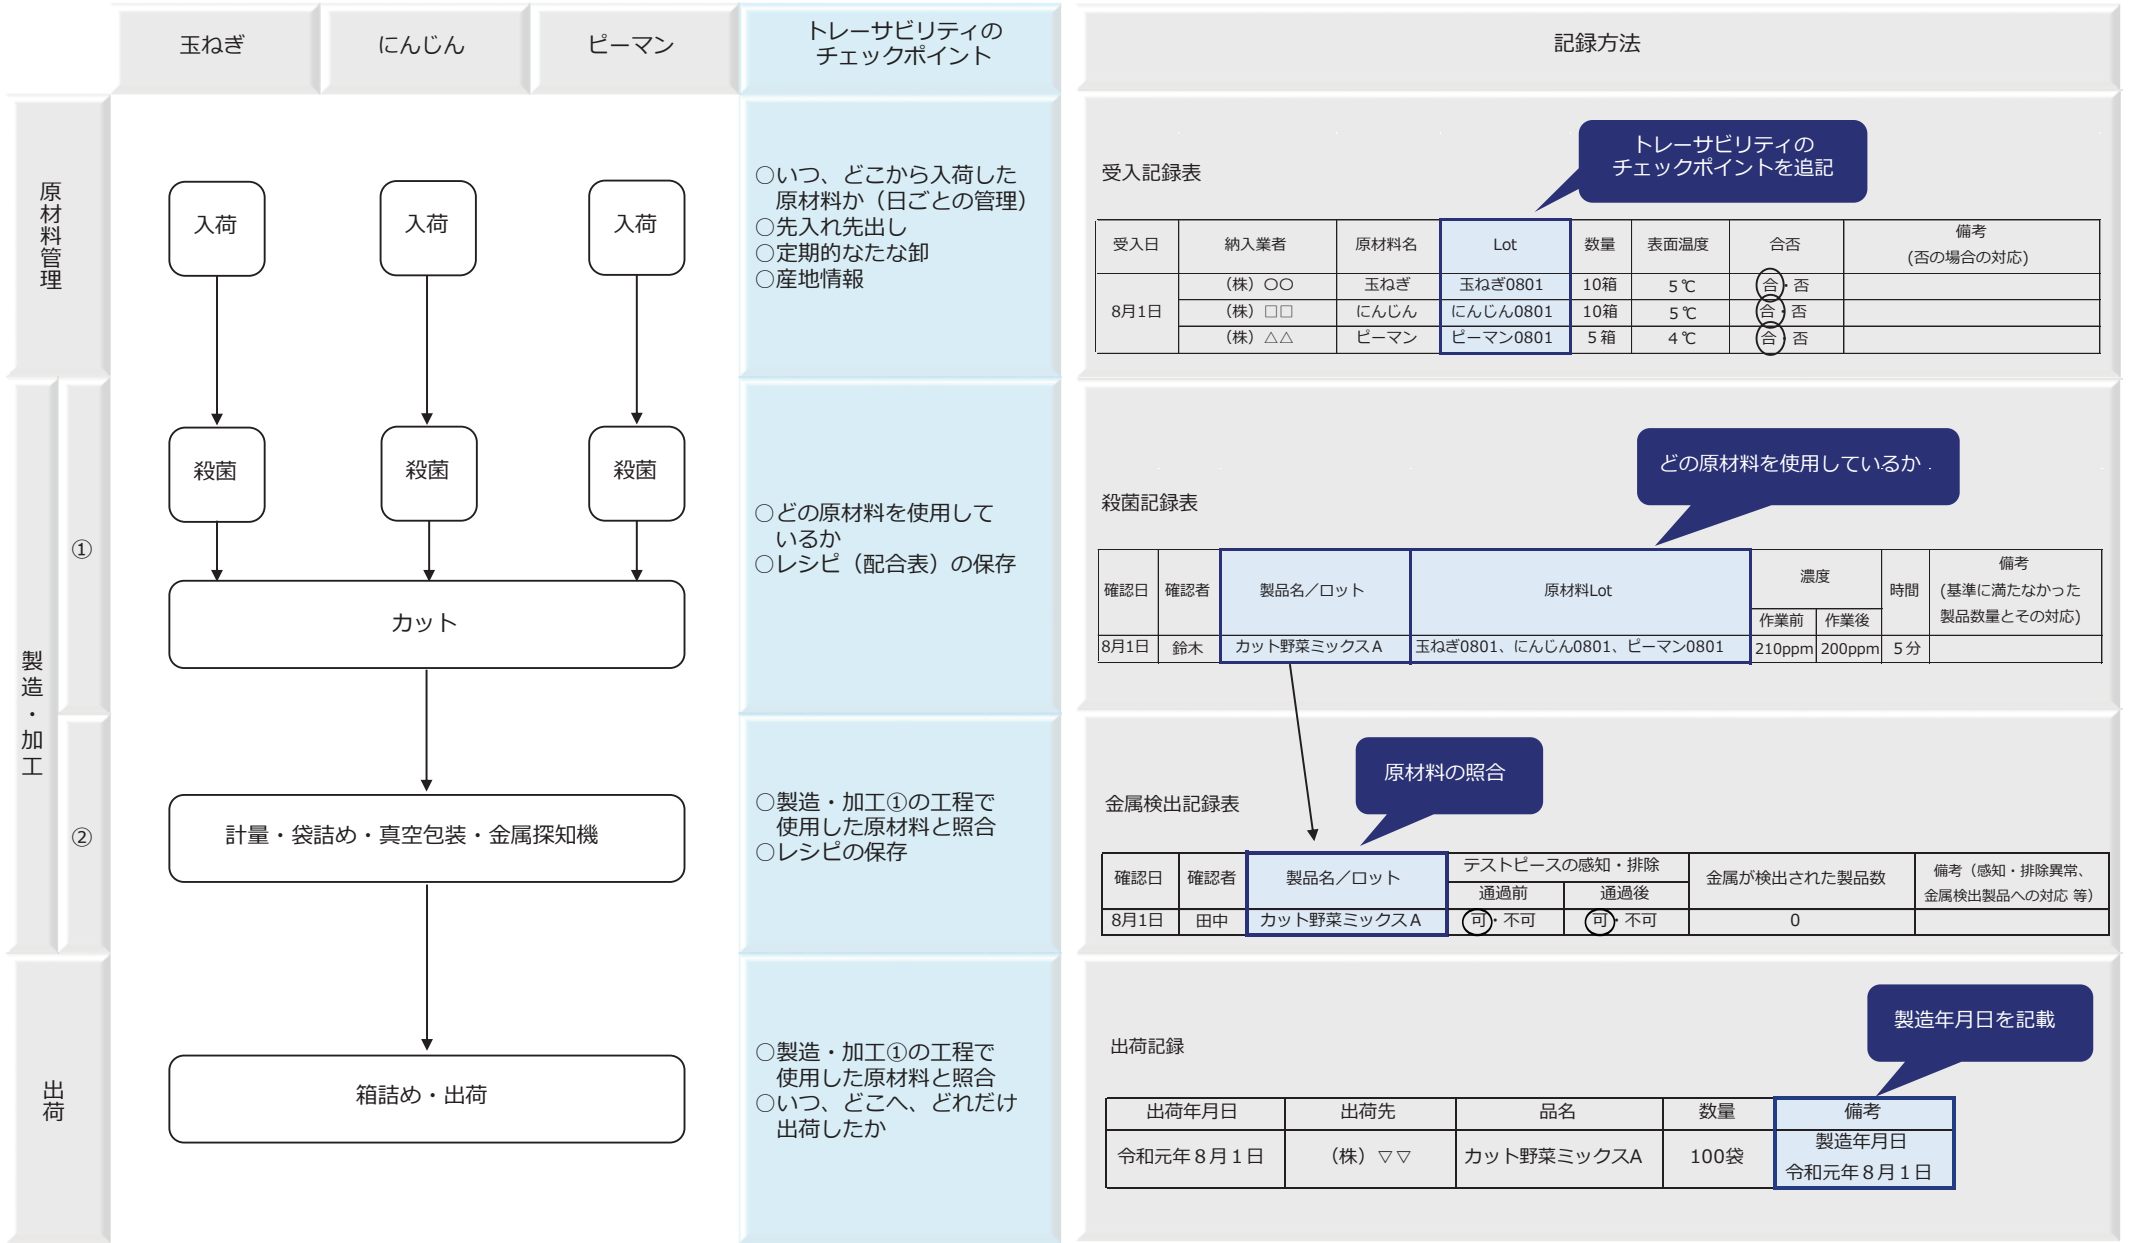 玉ねぎ
にんじん
ピーマン
トレーサビリティの
チェックポイント
記録方法
原材料管理
入荷
入荷
入荷
○いつ、どこから入荷した
原材料か（日ごとの管理）
○先入れ先出し
○定期的なたな卸
○産地情報
受入記録表
トレーサビリティの
チェックポイントを追記
受入日 納入業者 原材料名 Lot 数量 表面温度 合否 備考
(否の場合の対応)
8月1日
（株）〇〇 玉ねぎ 玉ねぎ0801 10箱 5℃ 合・否
（株）□□ にんじん にんじん0801 10箱 5℃ 合・否
（株）△△ ピーマン ピーマン0801 5箱 4℃ 合・否
製造・加工
①
殺菌
殺菌
殺菌
カット
○どの原材料を使用して
いるか
○レシピ（配合表）の保存
どの原材料を使用しているか
殺菌記録表
確認日 確認者 製品名／ロット 原材料Lot 濃度 時間 備考
(基準に満たなかった
製品数量とその対応)
作業前 作業後
8月1日 鈴木 カット野菜ミックスＡ 玉ねぎ0801、にんじん0801、ピーマン0801 210ppm 200ppm 5分
②
計量・袋詰め・真空包装・金属探知機
○製造・加工①の工程で
使用した原材料と照合
○レシピの保存
原材料の照合
金属検出記録表
確認日 確認者 製品名／ロット テストピースの感知・排除 金属が検出された製品数 備考（感知・排除異常、
金属検出製品への対応 等）
通過前 通過後
8月1日 田中 カット野菜ミックスＡ 可・不可 可・不可 0
出荷
箱詰め・出荷
○製造・加工①の工程で
使用した原材料と照合
○いつ、どこへ、どれだけ
出荷したか
製造年月日を記載
出荷記録
出荷年月日 出荷先 品名 数量 備考
令和元年８月１日 （株）▽▽ カット野菜ミックスA 100袋 製造年月日
令和元年８月１日